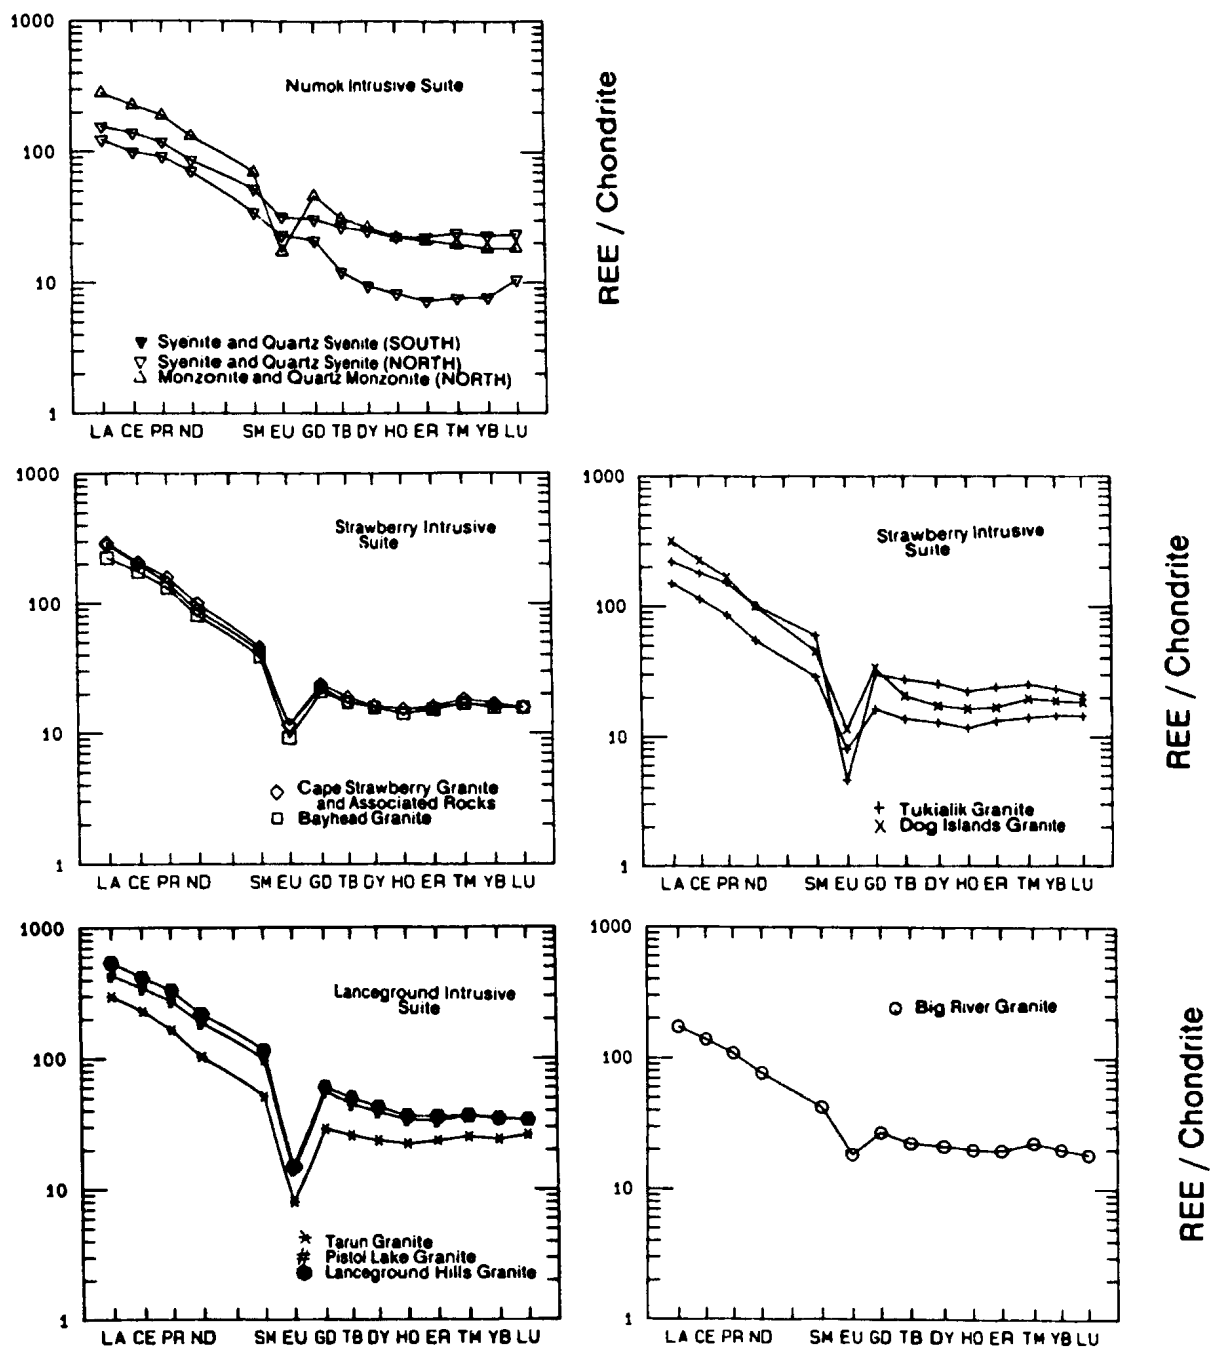 1000
100
10
1
Numok Intrusive Suite
Syenite and Quartz Syenite (SOUTH)
Syenite and Quartz Syenite (NORTH)
Monzonite and Quartz Monzonite (NORTH)
LA CE PR ND SM EU GD TB DY HO ER TM YB LU
REE / Chondrite
1000
100
10
1
Strawberry Intrusive
Suite
Cape Strawberry Granite
and Associated Rocks
Bayhead Granite
LA CE PR ND SM EU GD TB DY HO ER TM YB LU
1000
100
10
1
Strawberry Intrusive
Suite
Tukialik Granite
Dog Islands Granite
LA CE PR ND SM EU GD TB DY HO ER TM YB LU
REE / Chondrite
1000
100
10
1
Lanceground Intrusive
Suite
Tarun Granite
Pistol Lake Granite
Lanceground Hills Granite
LA CE PR ND SM EU GD TB DY HO ER TM YB LU
1000
100
10
1
Big River Granite
LA CE PR ND SM EU GD TB DY HO ER TM YB LU
REE / Chondrite